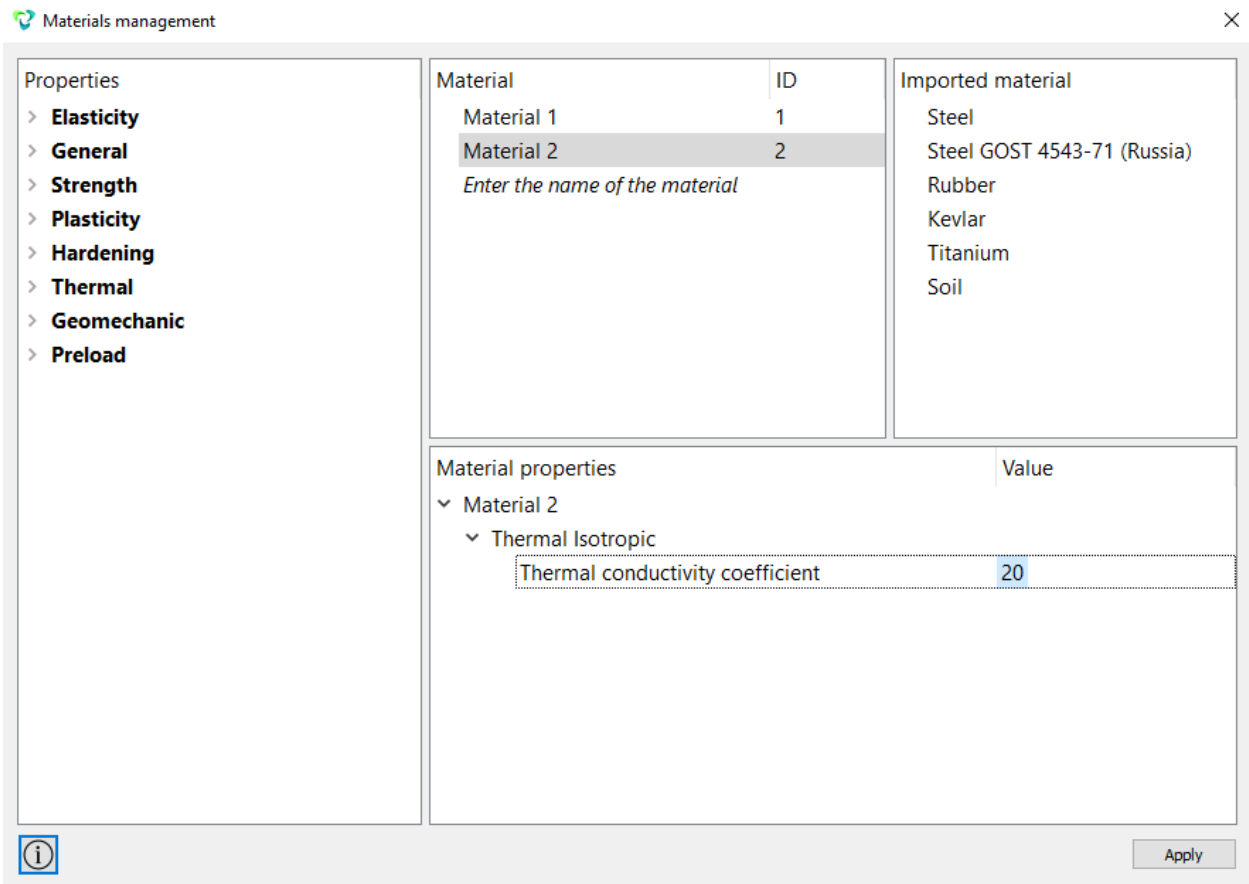 Materials management
Properties
Elasticity
General
Strength
Plasticity
Hardening
Thermal
Geomechanic
Preload
Material ID
Material 1 1
Material 2 2
Enter the name of the material
Imported material
Steel
Steel GOST 4543-71 (Russia)
Rubber
Kevlar
Titanium
Soil
Material properties Value
Material 2
Thermal Isotropic
Thermal conductivity coefficient 20
Apply